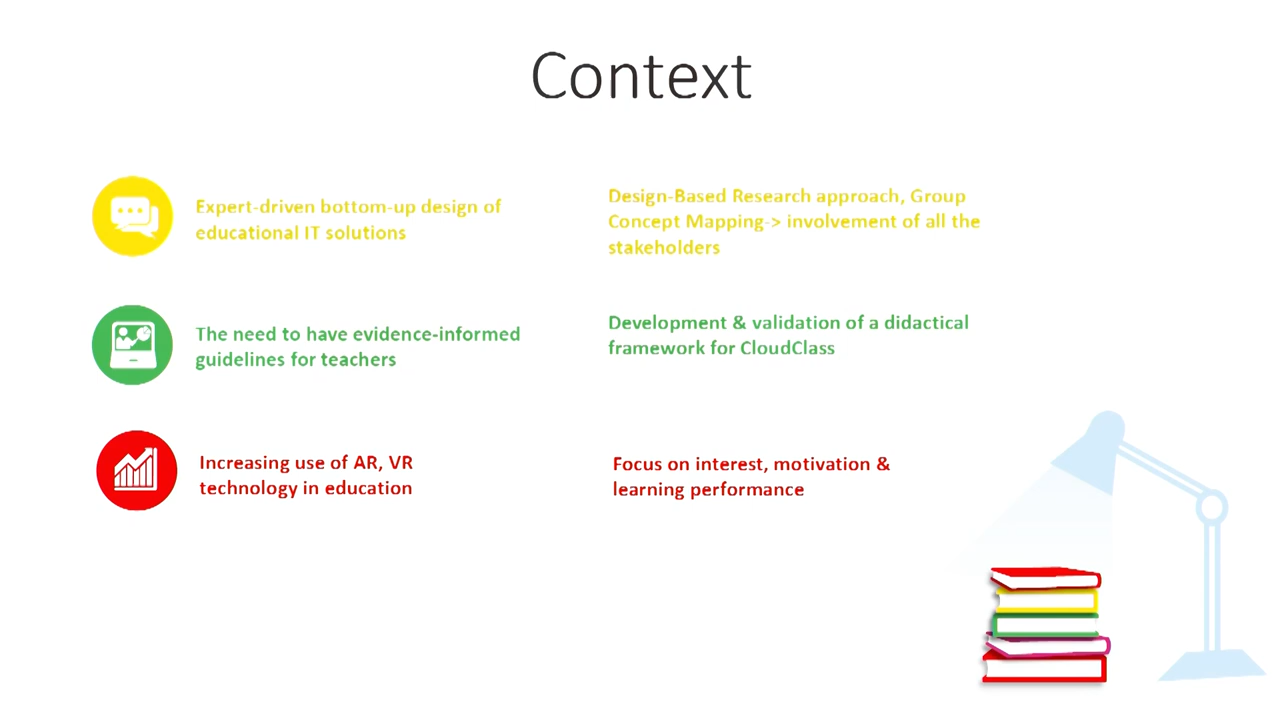 Context
Expert-driven bottom-up design of
educational IT solutions
Design-Based Research approach, Group
Concept Mapping-> involvement of all the
stakeholders
The need to have evidence-informed
guidelines for teachers
Development & validation of a didactical
framework for CloudClass
Increasing use of AR, VR
technology in education
Focus on interest, motivation &
learning performance